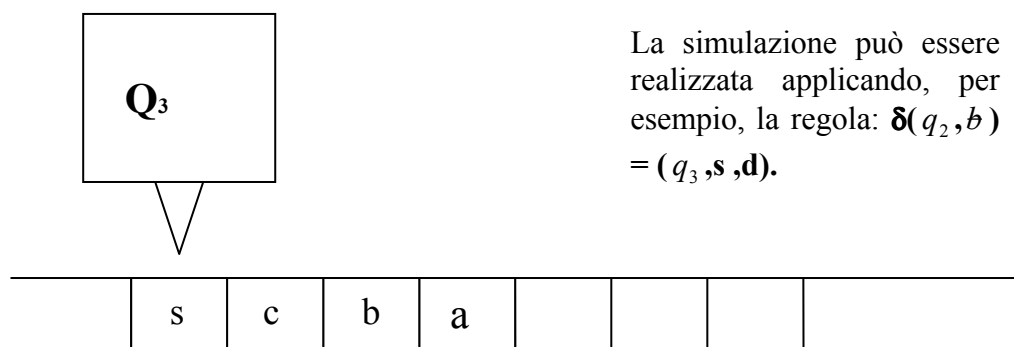 La simulazione può essere
realizzata applicando, per
esempio, la regola: δ(q₂,ƀ)
= (q₃,s ,d).
Q₃
s c b a